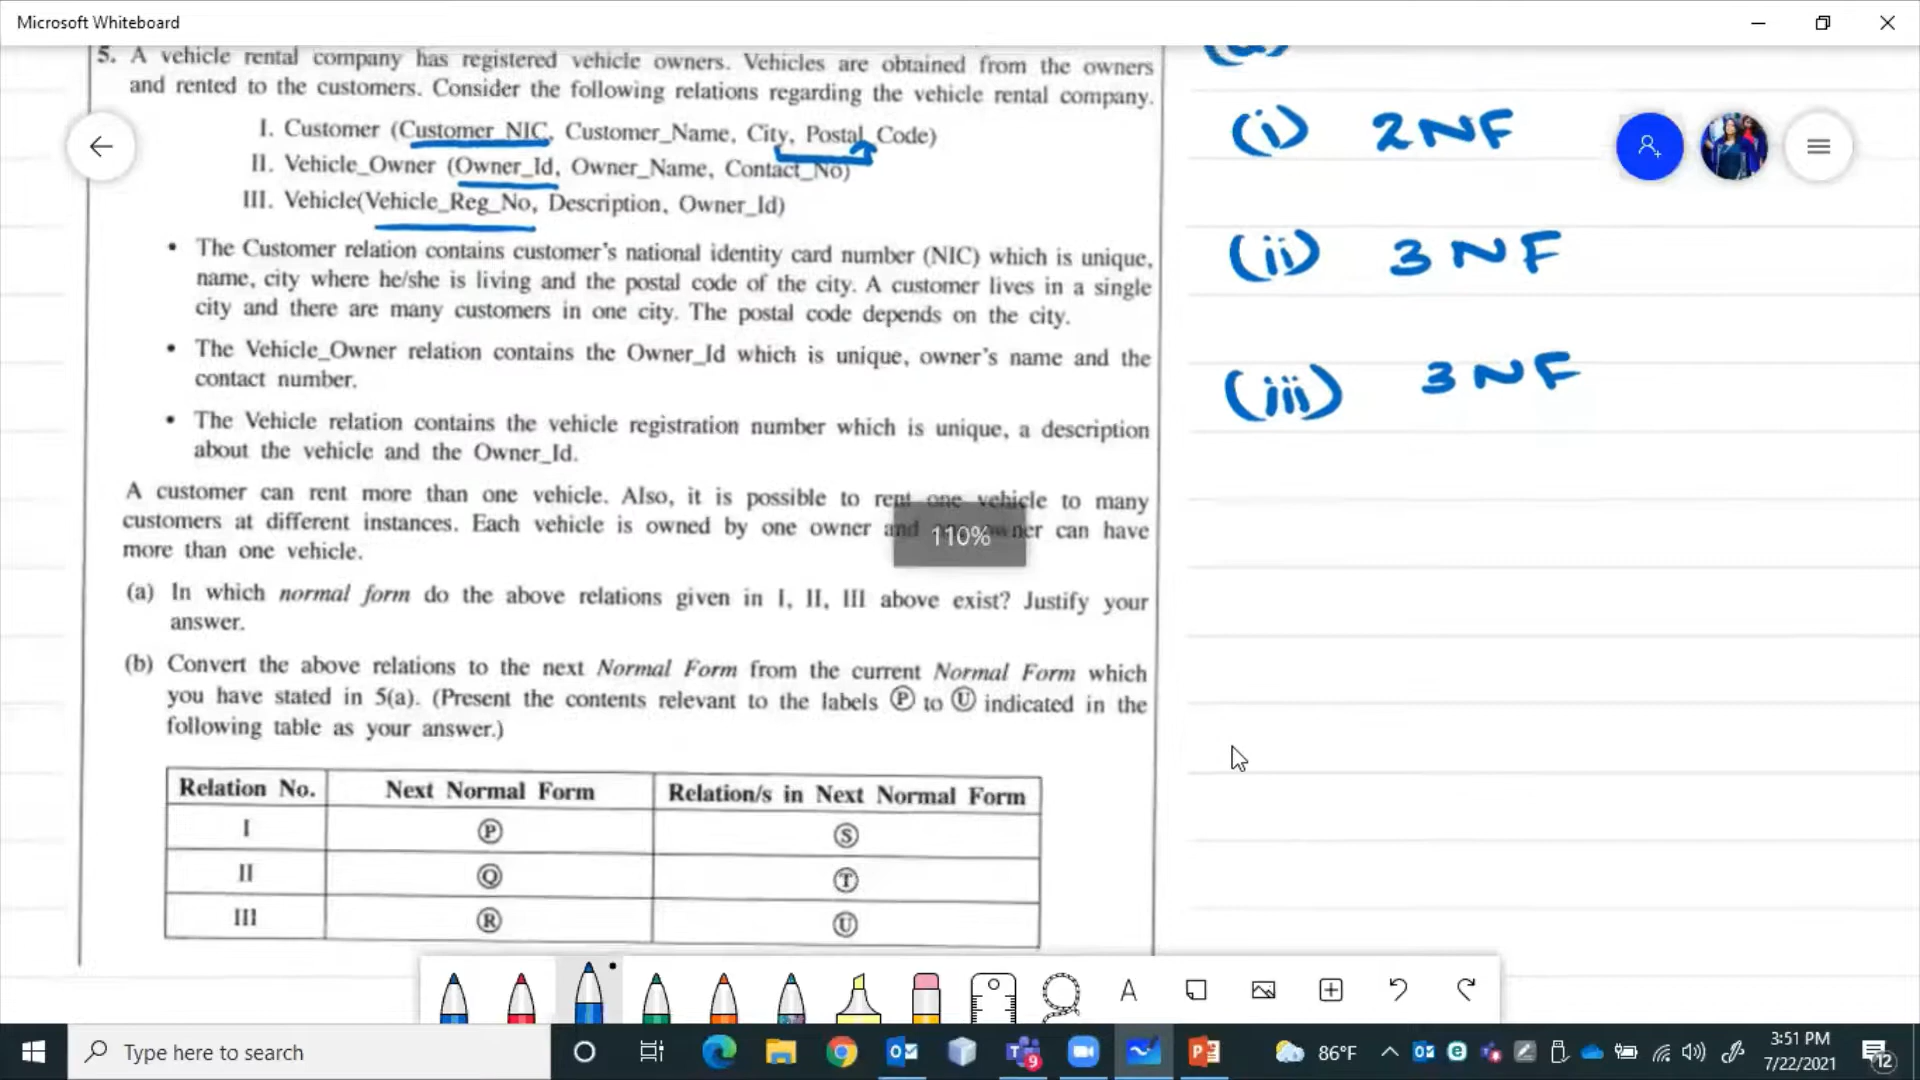 Microsoft Whiteboard
5. A vehicle rental company has registered vehicle owners. Vehicles are obtained from the owners
and rented to the customers. Consider the following relations regarding the vehicle rental company.
I. Customer (Customer_NIC, Customer_Name, City, Postal_Code)
II. Vehicle_Owner (Owner_Id, Owner_Name, Contact_No)
III. Vehicle(Vehicle_Reg_No, Description, Owner_Id)
• The Customer relation contains customer's national identity card number (NIC) which is unique,
name, city where he/she is living and the postal code of the city. A customer lives in a single
city and there are many customers in one city. The postal code depends on the city.
• The Vehicle_Owner relation contains the Owner_Id which is unique, owner's name and the
contact number.
• The Vehicle relation contains the vehicle registration number which is unique, a description
about the vehicle and the Owner_Id.
A customer can rent more than one vehicle. Also, it is possible to rent one vehicle to many
customers at different instances. Each vehicle is owned by one owner and owner can have
more than one vehicle.
110%
(a) In which normal form do the above relations given in I, II, III above exist? Justify your
answer.
(b) Convert the above relations to the next Normal Form from the current Normal Form which
you have stated in 5(a). (Present the contents relevant to the labels Ⓟ to Ⓤ indicated in the
following table as your answer.)
Relation No. Next Normal Form Relation/s in Next Normal Form
I Ⓟ Ⓢ
II Ⓠ Ⓣ
III Ⓡ Ⓤ
(i) 2NF
(ii) 3NF
(iii) 3NF
A
Type here to search
9
86°F
3:51 PM
7/22/2021
12